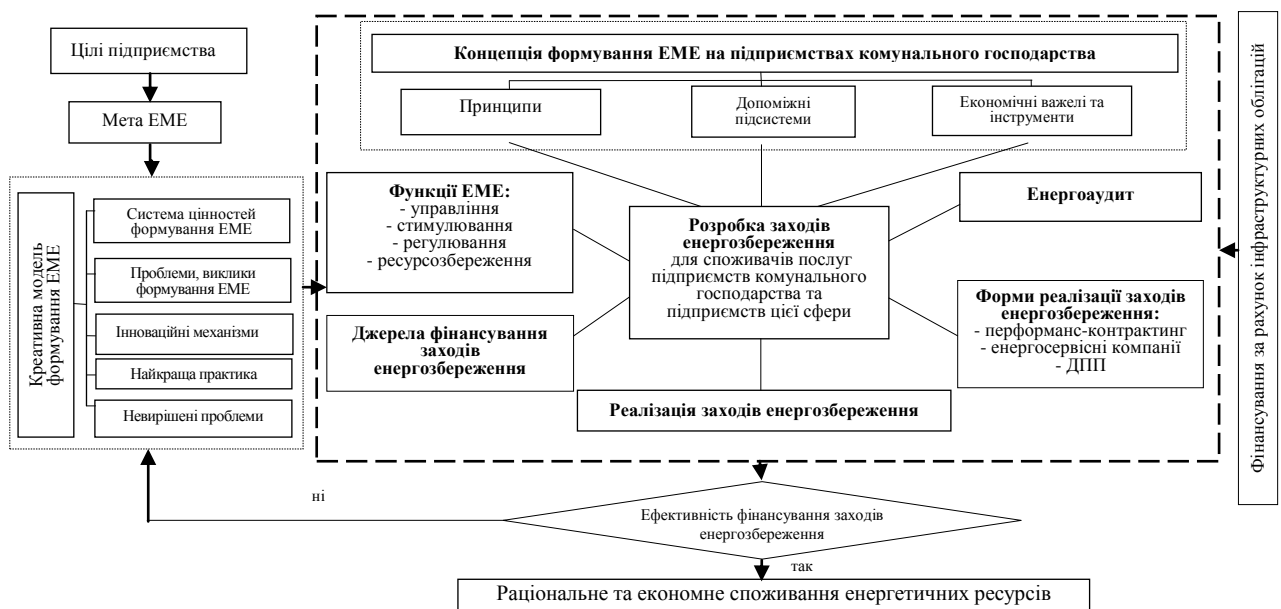 Цілі підприємства
Мета ЕМЕ
Креативна модель
формування ЕМЕ
Система цінностей
формування ЕМЕ
Проблеми, виклики
формування ЕМЕ
Інноваційні механізми
Найкраща практика
Невирішені проблеми
Концепція формування ЕМЕ на підприємствах комунального господарства
Принципи
Допоміжні
підсистеми
Економічні важелі та
інструменти
Функції ЕМЕ:
- управління
- стимулювання
- регулювання
- ресурсозбереження
Джерела фінансування
заходів
енергозбереження
Розробка заходів
енергозбереження
для споживачів послуг
підприємств комунального
господарства та
підприємств цієї сфери
Енергоаудит
Форми реалізації заходів
енергозбереження:
- перформанс-контрактинг
- енергосервісні компанії
- ДПП
Реалізація заходів енергозбереження
Фінансування за рахунок інфраструктурних облігацій
ні
Ефективність фінансування заходів
енергозбереження
так
Раціональне та економне споживання енергетичних ресурсів